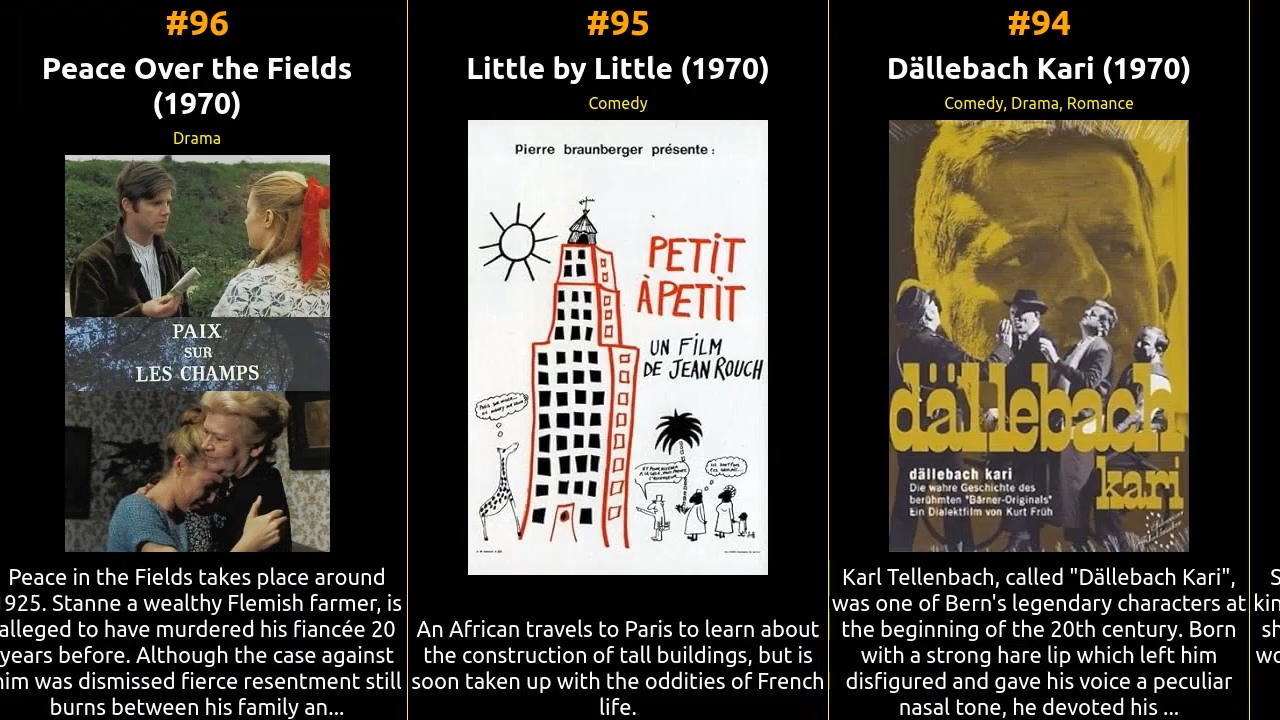 #96
Peace Over the Fields
(1970)
Drama
PAIX
SUR
LES CHAMPS
Peace in the Fields takes place around
1925. Stanne a wealthy Flemish farmer, is
alleged to have murdered his fiancée 20
years before. Although the case against
him was dismissed fierce resentment still
burns between his family an...
#95
Little by Little (1970)
Comedy
Pierre braunberger présente :
PETIT
À PETIT
UN FILM
DE JEAN ROUCH
An African travels to Paris to learn about
the construction of tall buildings, but is
soon taken up with the oddities of French
life.
#94
Dällebach Kari (1970)
Comedy, Drama, Romance
dällebach
kari
dällebach kari
Die wahre Geschichte des
berühmten "Bärner-Originals"
Ein Dialektfilm von Kurt Früh
Karl Tellenbach, called "Dällebach Kari",
was one of Bern's legendary characters at
the beginning of the 20th century. Born
with a strong hare lip which left him
disfigured and gave his voice a peculiar
nasal tone, he devoted his ...